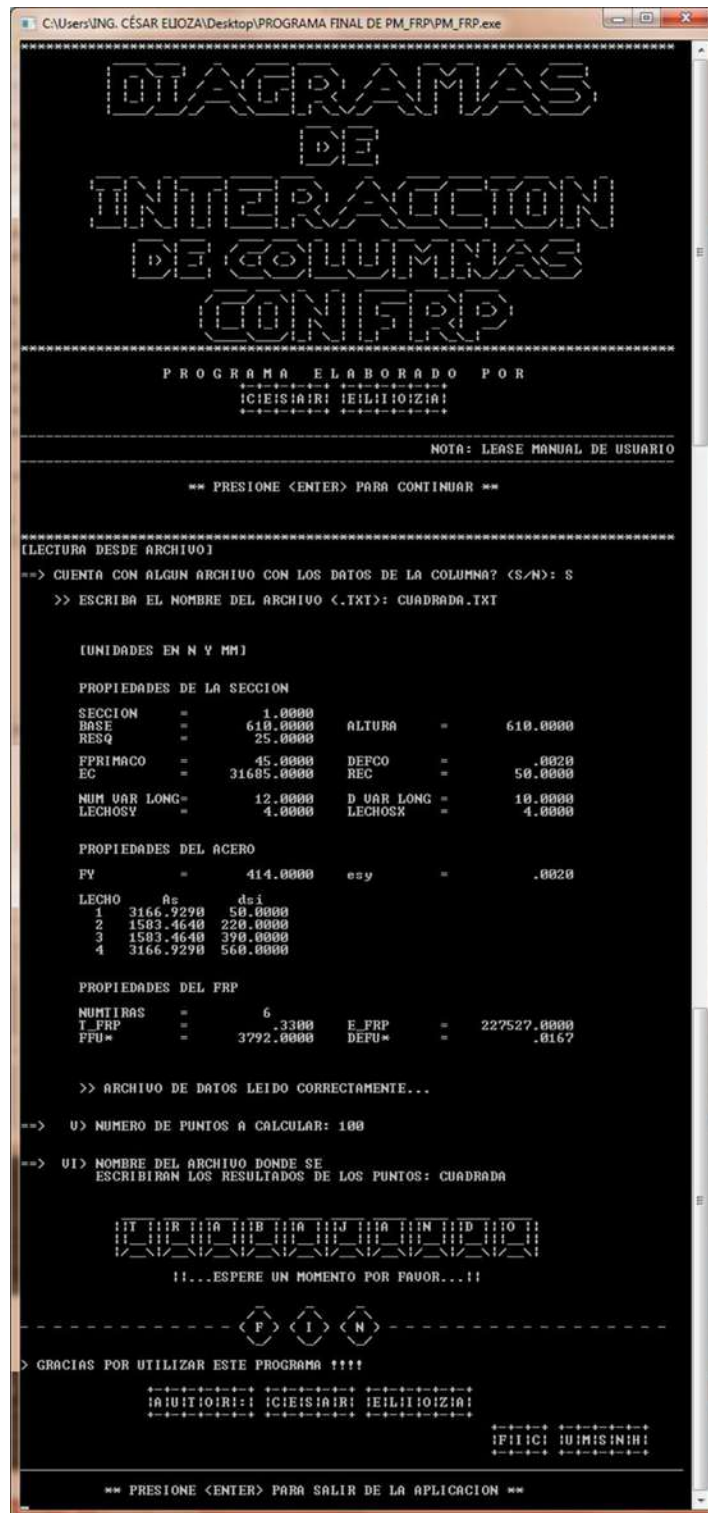 C:\Users\ING. CÉSAR ELIOZA\Desktop\PROGRAMA FINAL DE PM_FRP\PM_FRP.exe
DIAGRAMAS
DE
INTERACCION
DE COLUMNAS
CON FRP
P R O G R A M A   E L A B O R A D O   P O R
|C|E|S|A|R| |E|L|I|O|Z|A|
NOTA: LEASE MANUAL DE USUARIO
** PRESIONE <ENTER> PARA CONTINUAR **
[LECTURA DESDE ARCHIVO]
==> CUENTA CON ALGUN ARCHIVO CON LOS DATOS DE LA COLUMNA? (S/N): S
>> ESCRIBA EL NOMBRE DEL ARCHIVO (.TXT): CUADRADA.TXT
[UNIDADES EN N Y MM]
PROPIEDADES DE LA SECCION
SECCION = 1.0000
BASE = 610.0000 ALTURA = 610.0000
RESQ = 25.0000
FPRIMACO = 45.0000 DEFCO = .0020
EC = 31685.0000 REC = 50.0000
NUM VAR LONG= 12.0000 D VAR LONG = 10.0000
LECHOSY = 4.0000 LECHOSX = 4.0000
PROPIEDADES DEL ACERO
FY = 414.0000 esy = .0020
LECHO As dsi
1 3166.9290 50.0000
2 1583.4640 220.0000
3 1583.4640 390.0000
4 3166.9290 560.0000
PROPIEDADES DEL FRP
NUMTIRAS = 6
T_FRP = .3300 E_FRP = 227527.0000
FFU* = 3792.0000 DEFU* = .0167
>> ARCHIVO DE DATOS LEIDO CORRECTAMENTE...
==> V) NUMERO DE PUNTOS A CALCULAR: 100
==> VI) NOMBRE DEL ARCHIVO DONDE SE
ESCRIBIRAN LOS RESULTADOS DE LOS PUNTOS: CUADRADA
||T |||R |||A |||B |||A |||J |||A |||N |||D |||O ||
||...ESPERE UN MOMENTO POR FAVOR...||
F I N
> GRACIAS POR UTILIZAR ESTE PROGRAMA !!!!
|A|U|T|O|R|:| |C|E|S|A|R| |E|L|I|O|Z|A|
|F|I|C| |U|M|S|N|H|
** PRESIONE <ENTER> PARA SALIR DE LA APLICACION **